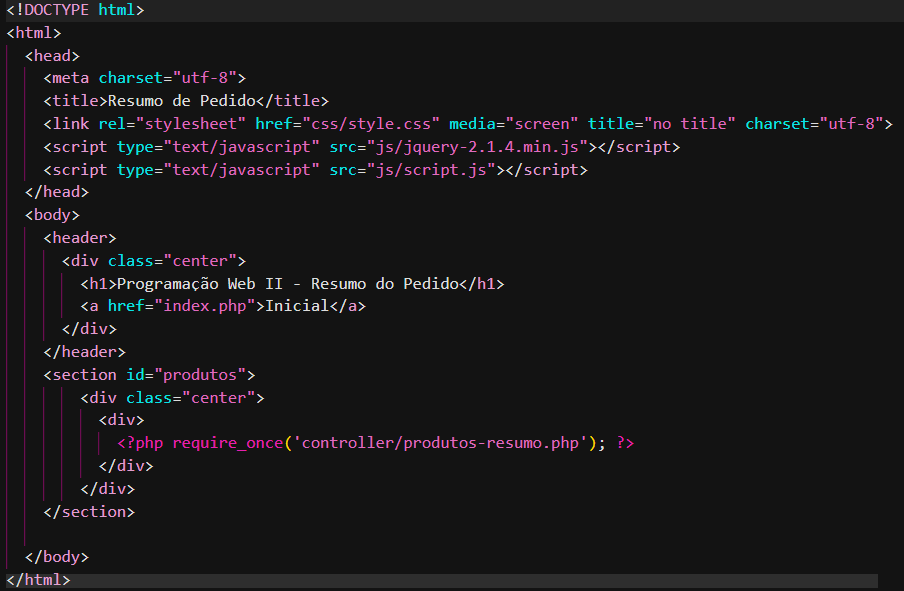 <!DOCTYPE html>
<html>
  <head>
    <meta charset="utf-8">
    <title>Resumo de Pedido</title>
    <link rel="stylesheet" href="css/style.css" media="screen" title="no title" charset="utf-8">
    <script type="text/javascript" src="js/jquery-2.1.4.min.js"></script>
    <script type="text/javascript" src="js/script.js"></script>
  </head>
  <body>
    <header>
      <div class="center">
        <h1>Programação Web II - Resumo do Pedido</h1>
        <a href="index.php">Inicial</a>
      </div>
    </header>
    <section id="produtos">
        <div class="center">
          <div>
            <?php require_once('controller/produtos-resumo.php'); ?>
          </div>
        </div>
    </section>

  </body>
</html>